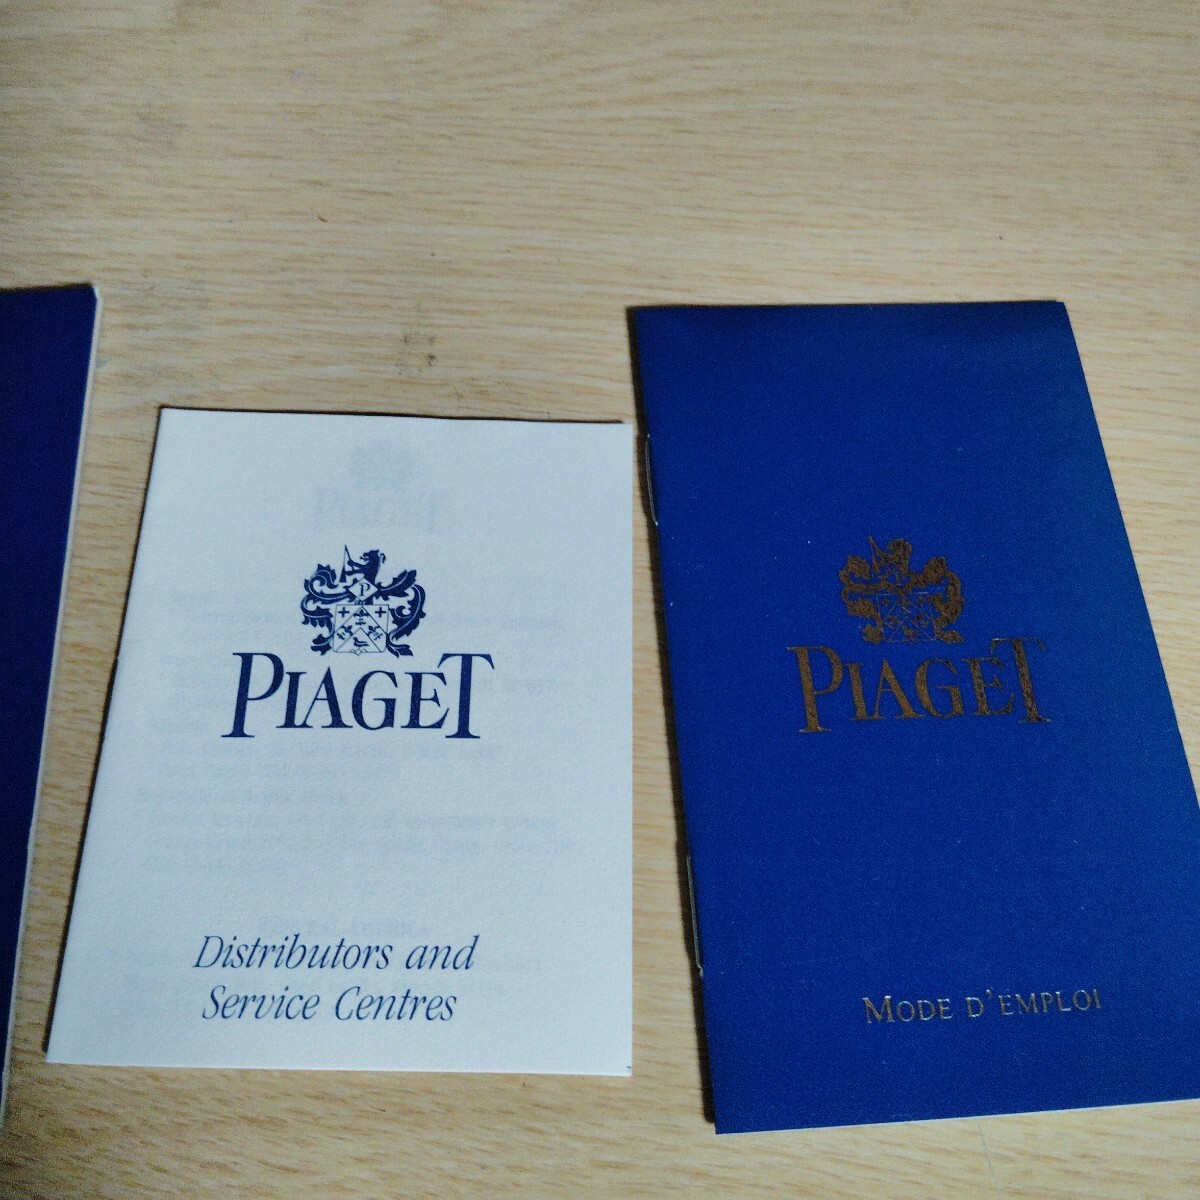 P
PIAGET
Distributors and
Service Centres
PIAGET
MODE D'EMPLOI